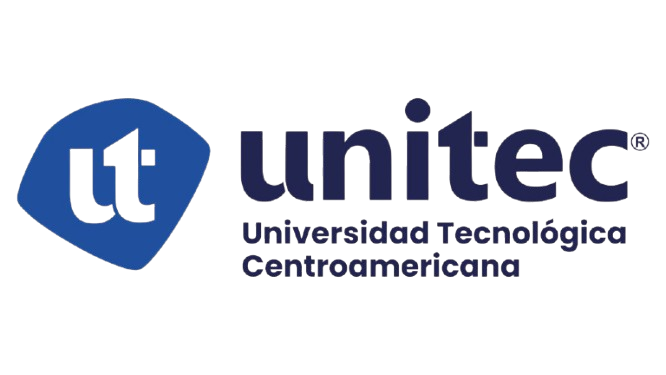 ut
unitec®
Universidad Tecnológica
Centroamericana